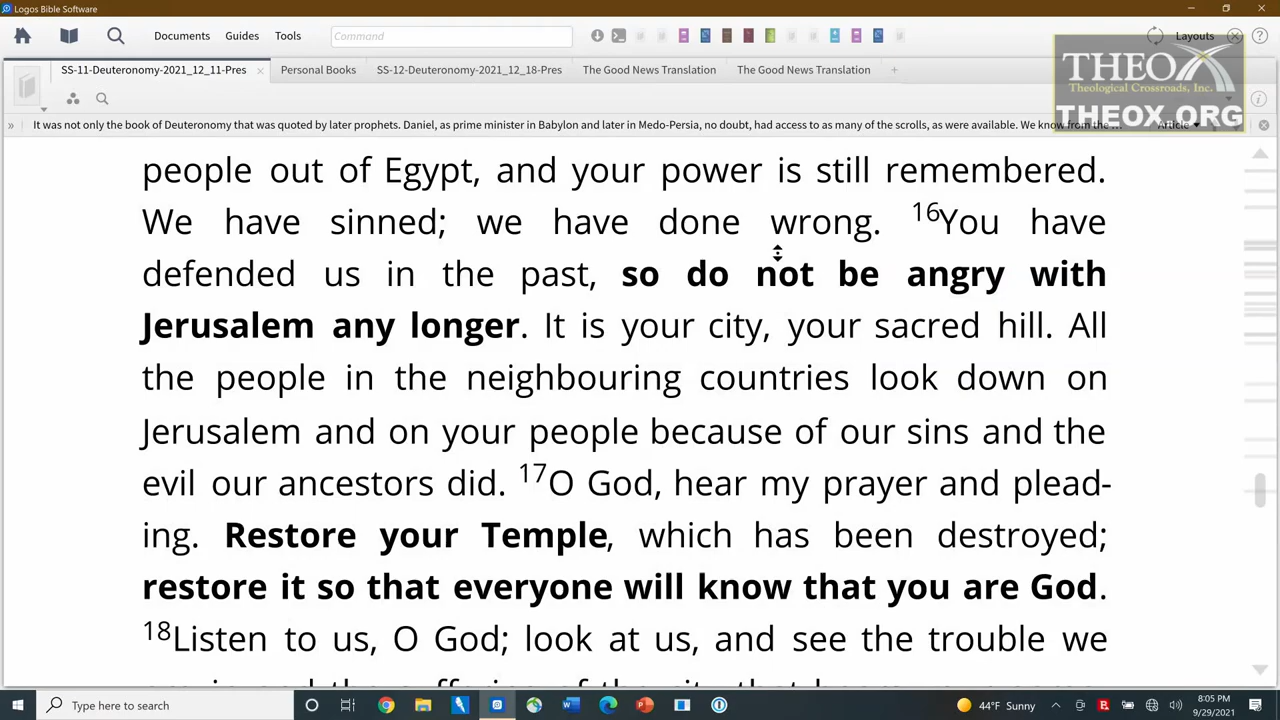 Logos Bible Software
Documents Guides Tools Command Layouts
SS-11-Deuteronomy-2021_12_11-Pres Personal Books SS-12-Deuteronomy-2021_12_18-Pres The Good News Translation The Good News Translation
THEOX
Theological Crossroads, Inc.
THEOX.ORG
It was not only the book of Deuteronomy that was quoted by later prophets. Daniel, as prime minister in Babylon and later in Medo-Persia, no doubt, had access to as many of the scrolls, as were available. We know from the ... Article
people out of Egypt, and your power is still remembered.
We have sinned; we have done wrong. 16You have
defended us in the past, so do not be angry with
Jerusalem any longer. It is your city, your sacred hill. All
the people in the neighbouring countries look down on
Jerusalem and on your people because of our sins and the
evil our ancestors did. 17O God, hear my prayer and plead-
ing. Restore your Temple, which has been destroyed;
restore it so that everyone will know that you are God.
18Listen to us, O God; look at us, and see the trouble we
Type here to search
44°F Sunny
8:05 PM
9/29/2021